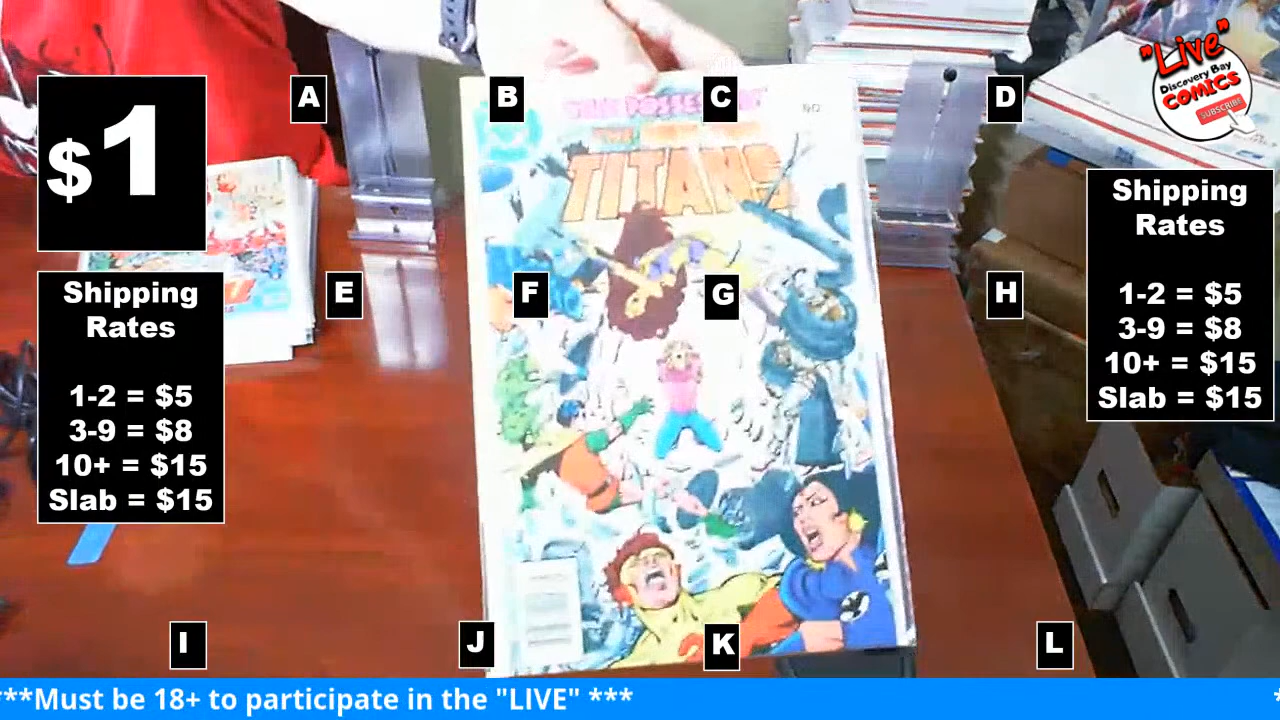 "Live"
Discovery Bay
COMICS
SUBSCRIBE
$1
A
B
C
D
THE
TITANS
Shipping
Rates
1-2 = $5
3-9 = $8
10+ = $15
Slab = $15
E
F
G
H
Shipping
Rates
1-2 = $5
3-9 = $8
10+ = $15
Slab = $15
I
J
K
L
***Must be 18+ to participate in the "LIVE" ***